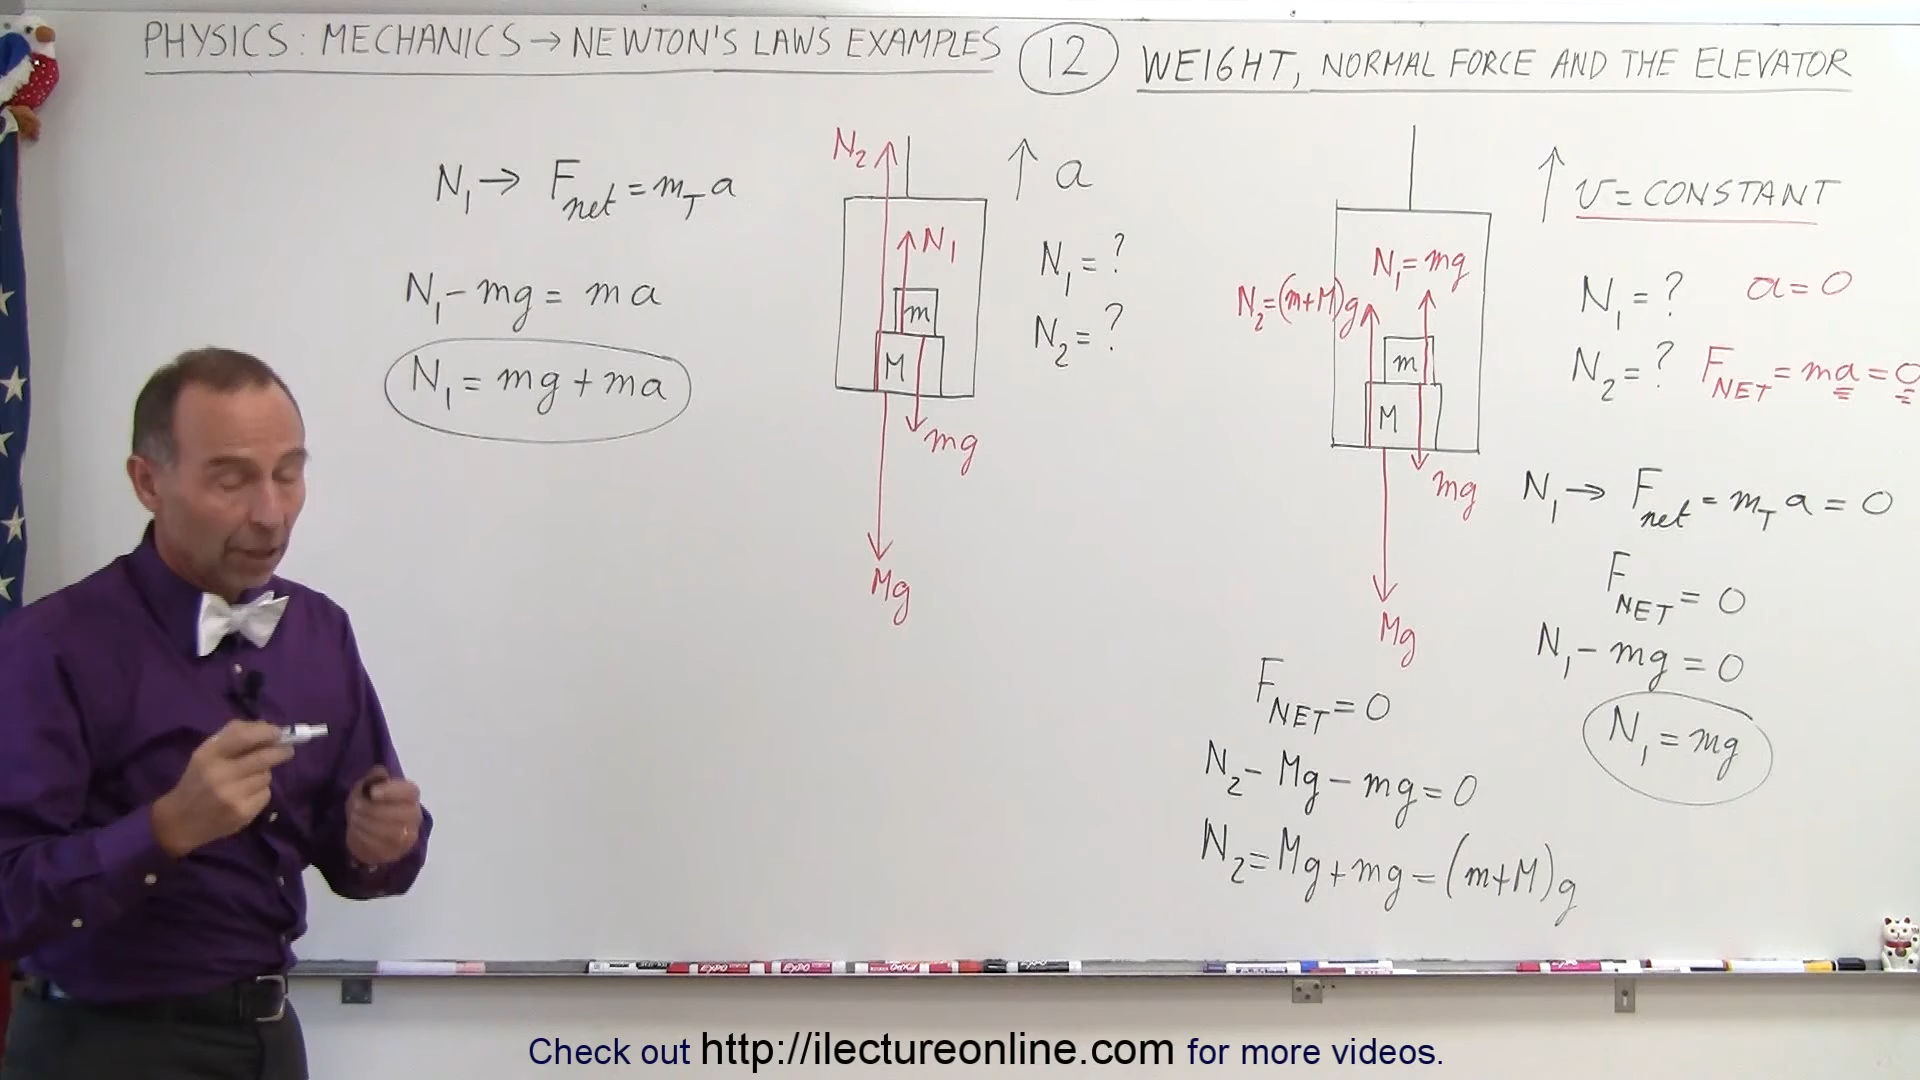 PHYSICS: MECHANICS → NEWTON'S LAWS EXAMPLES 12 WEIGHT, NORMAL FORCE AND THE ELEVATOR
N₁ → F_net = m_T a
N₁ - mg = ma
N₁ = mg + ma
N₂
↑ a
N₁
m
M
mg
Mg
N₁ = ?
N₂ = ?
↑ v = CONSTANT
N₁ = mg
N₂ = (m+M)g
m
M
mg
Mg
N₁ = ? a = 0
N₂ = ? F_NET = ma = 0
N₁ → F_net = m_T a = 0
F_NET = 0
N₁ - mg = 0
N₁ = mg
F_NET = 0
N₂ - Mg - mg = 0
N₂ = Mg + mg = (m+M)g
EXPO EXPO
Check out http://ilectureonline.com for more videos.